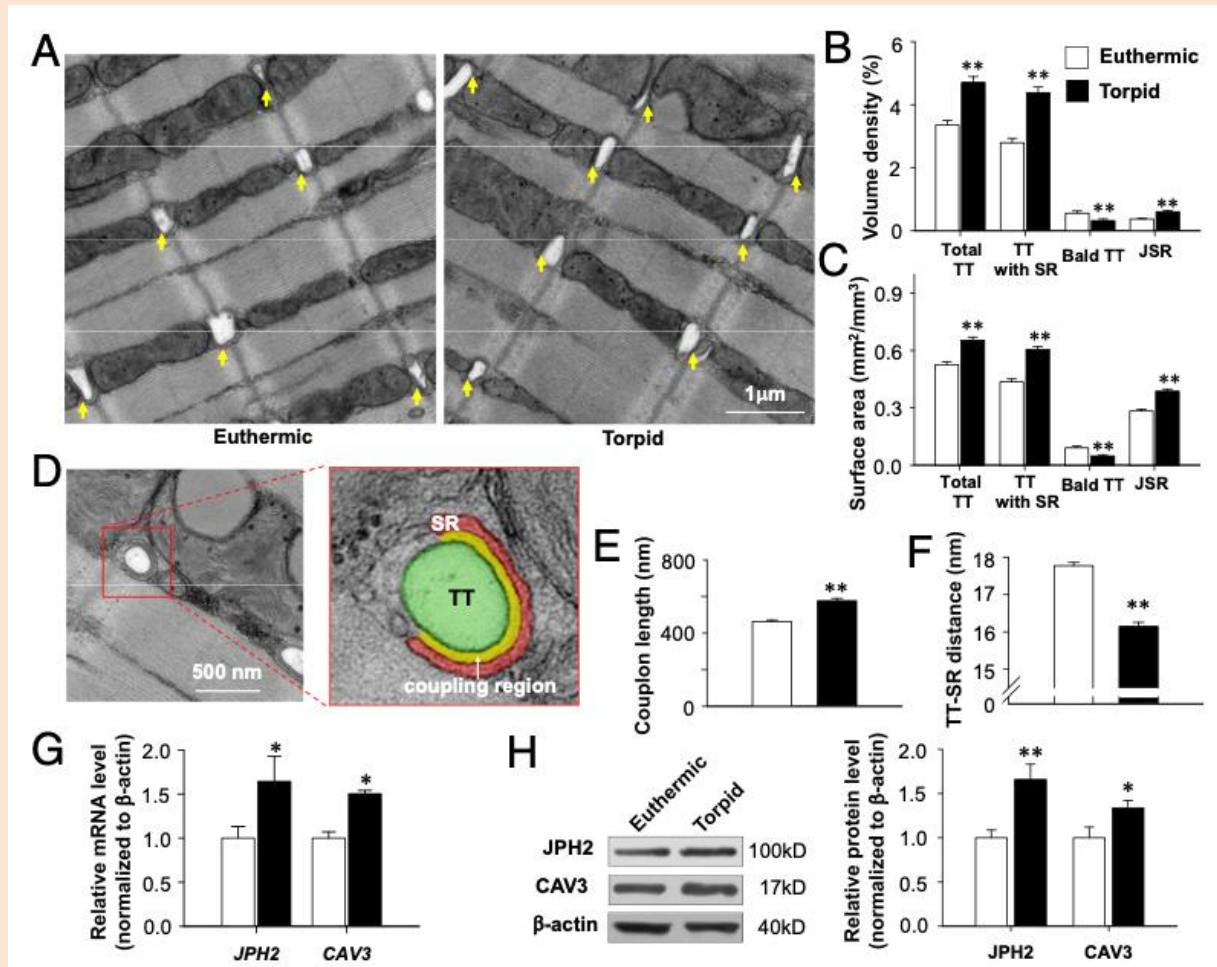 A
Euthermic
Torpid
1μm
B
Volume density (%)
6
4
2
0
Euthermic
Torpid
**
**
**
**
Total TT
TT with SR
Bald TT
JSR
C
Surface area (mm²/mm³)
0.9
0.6
0.3
0.0
**
**
**
**
Total TT
TT with SR
Bald TT
JSR
D
500 nm
SR
TT
coupling region
E
Couplon length (nm)
800
400
0
**
F
TT-SR distance (nm)
18
17
16
15
0
**
G
Relative mRNA level
(normalized to β-actin)
2.0
1.5
1.0
0.5
0.0
*
*
JPH2
CAV3
H
Euthermic
Torpid
JPH2
100kD
CAV3
17kD
β-actin
40kD
Relative protein level
(normalized to β-actin)
2.0
1.5
1.0
0.5
0.0
**
*
JPH2
CAV3